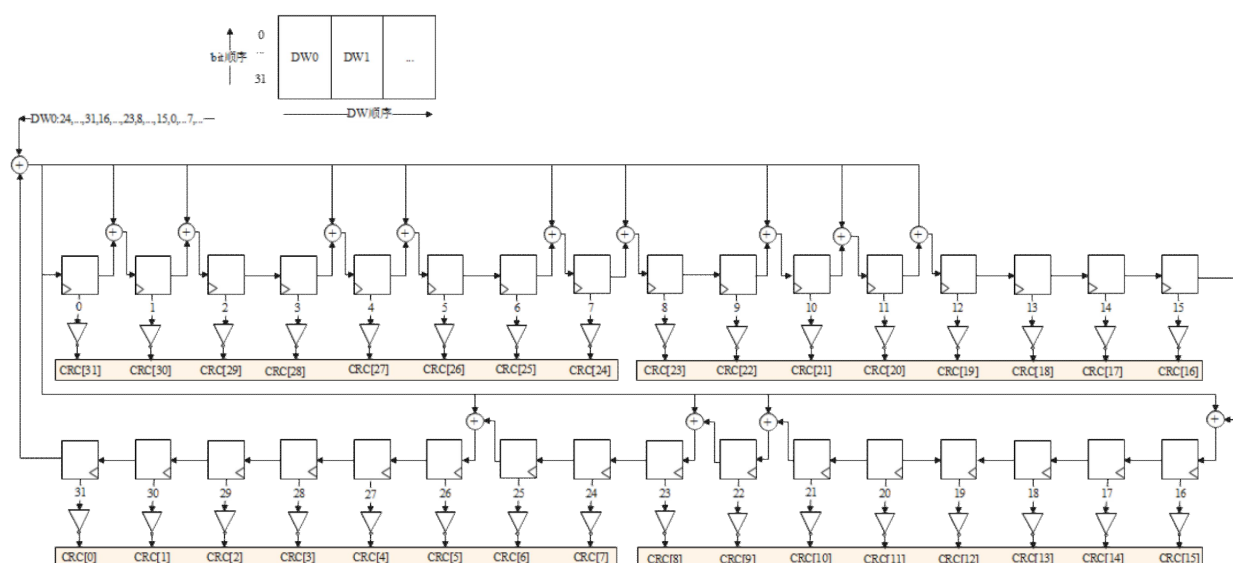 0
bit顺序 ... DW0 DW1 ...
31
DW顺序
DW0:24,...,31,16,...,23,8,...,15,0,...7,...
0 1 2 3 4 5 6 7 8 9 10 11 12 13 14 15
CRC[31] CRC[30] CRC[29] CRC[28] CRC[27] CRC[26] CRC[25] CRC[24] CRC[23] CRC[22] CRC[21] CRC[20] CRC[19] CRC[18] CRC[17] CRC[16]
31 30 29 28 27 26 25 24 23 22 21 20 19 18 17 16
CRC[0] CRC[1] CRC[2] CRC[3] CRC[4] CRC[5] CRC[6] CRC[7] CRC[8] CRC[9] CRC[10] CRC[11] CRC[12] CRC[13] CRC[14] CRC[15]